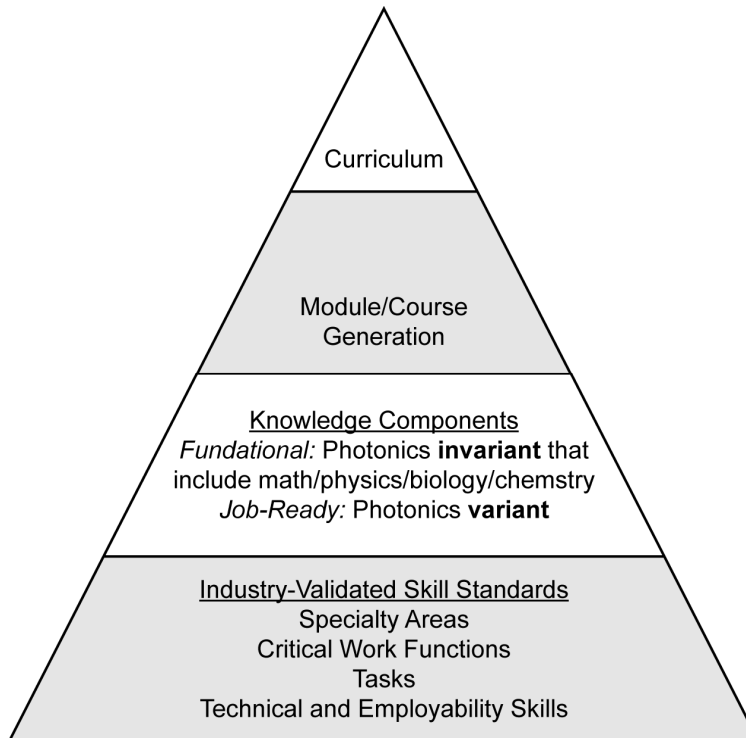 Curriculum
Module/Course
Generation
Knowledge Components
Fundational: Photonics invariant that
include math/physics/biology/chemstry
Job-Ready: Photonics variant
Industry-Validated Skill Standards
Specialty Areas
Critical Work Functions
Tasks
Technical and Employability Skills